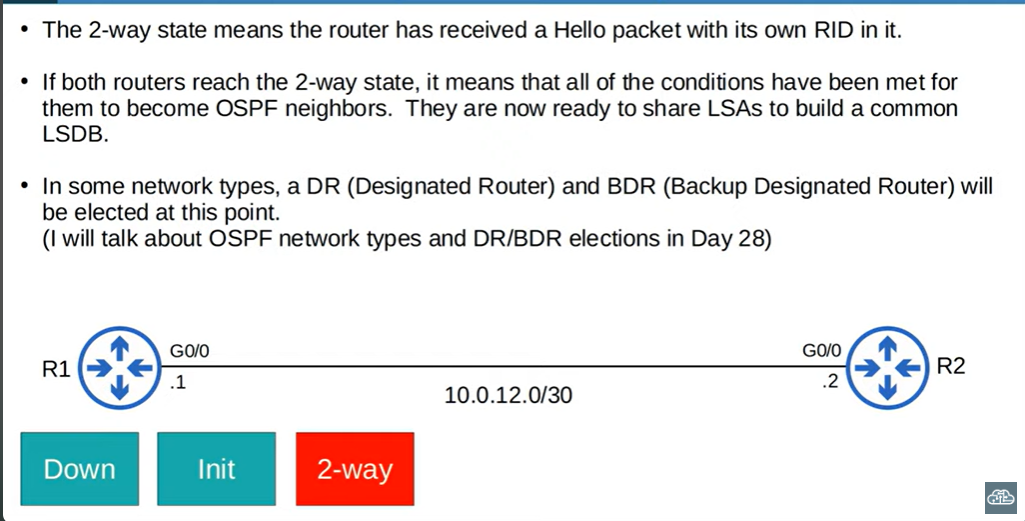 • The 2-way state means the router has received a Hello packet with its own RID in it.
• If both routers reach the 2-way state, it means that all of the conditions have been met for
them to become OSPF neighbors. They are now ready to share LSAs to build a common
LSDB.
• In some network types, a DR (Designated Router) and BDR (Backup Designated Router) will
be elected at this point.
(I will talk about OSPF network types and DR/BDR elections in Day 28)
R1
G0/0
.1
10.0.12.0/30
G0/0
.2
R2
Down
Init
2-way